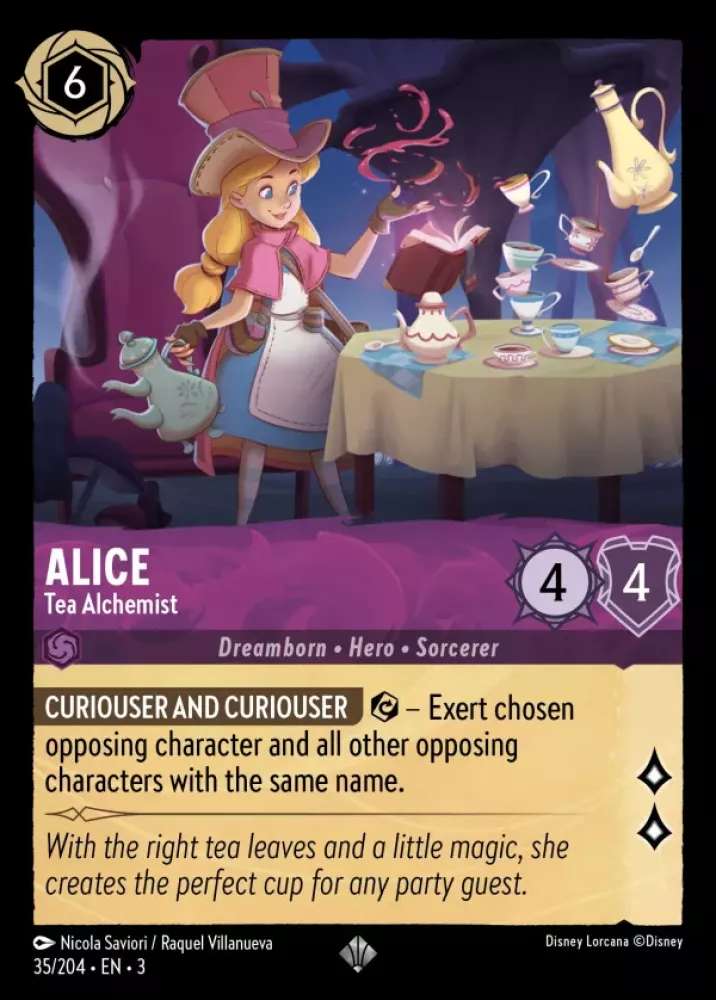 6
ALICE
Tea Alchemist
4
4
Dreamborn • Hero • Sorcerer
CURIOUSER AND CURIOUSER – Exert chosen
opposing character and all other opposing
characters with the same name.
With the right tea leaves and a little magic, she
creates the perfect cup for any party guest.
Nicola Saviori / Raquel Villanueva
Disney Lorcana ©Disney
35/204 • EN • 3